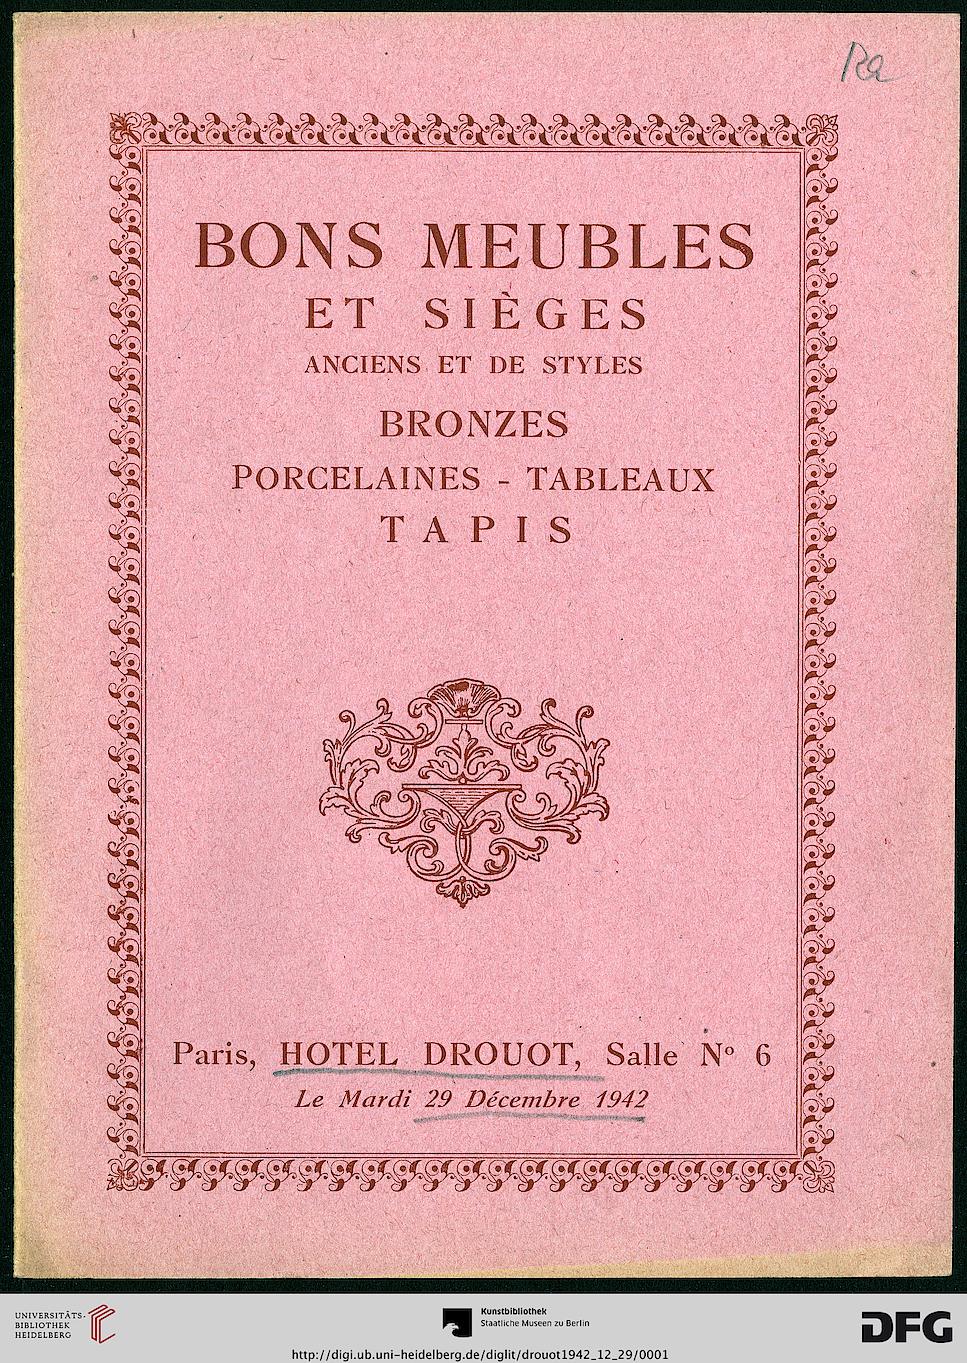 Ra
BONS MEUBLES
ET SIÈGES
ANCIENS ET DE STYLES
BRONZES
PORCELAINES - TABLEAUX
TAPIS
Paris, HOTEL DROUOT, Salle Nº 6
Le Mardi 29 Décembre 1942
UNIVERSITÄTS-
BIBLIOTHEK
HEIDELBERG
Kunstbibliothek
Staatliche Museen zu Berlin
DFG
http://digi.ub.uni-heidelberg.de/diglit/drouot1942_12_29/0001